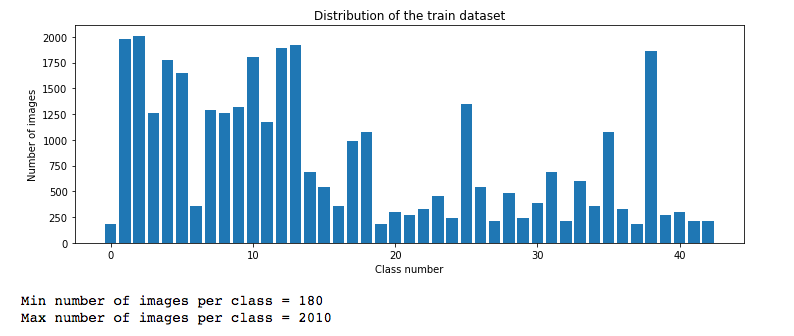 Distribution of the train dataset
Number of images
2000
1750
1500
1250
1000
750
500
250
0
0 10 20 30 40
Class number
Min number of images per class = 180
Max number of images per class = 2010